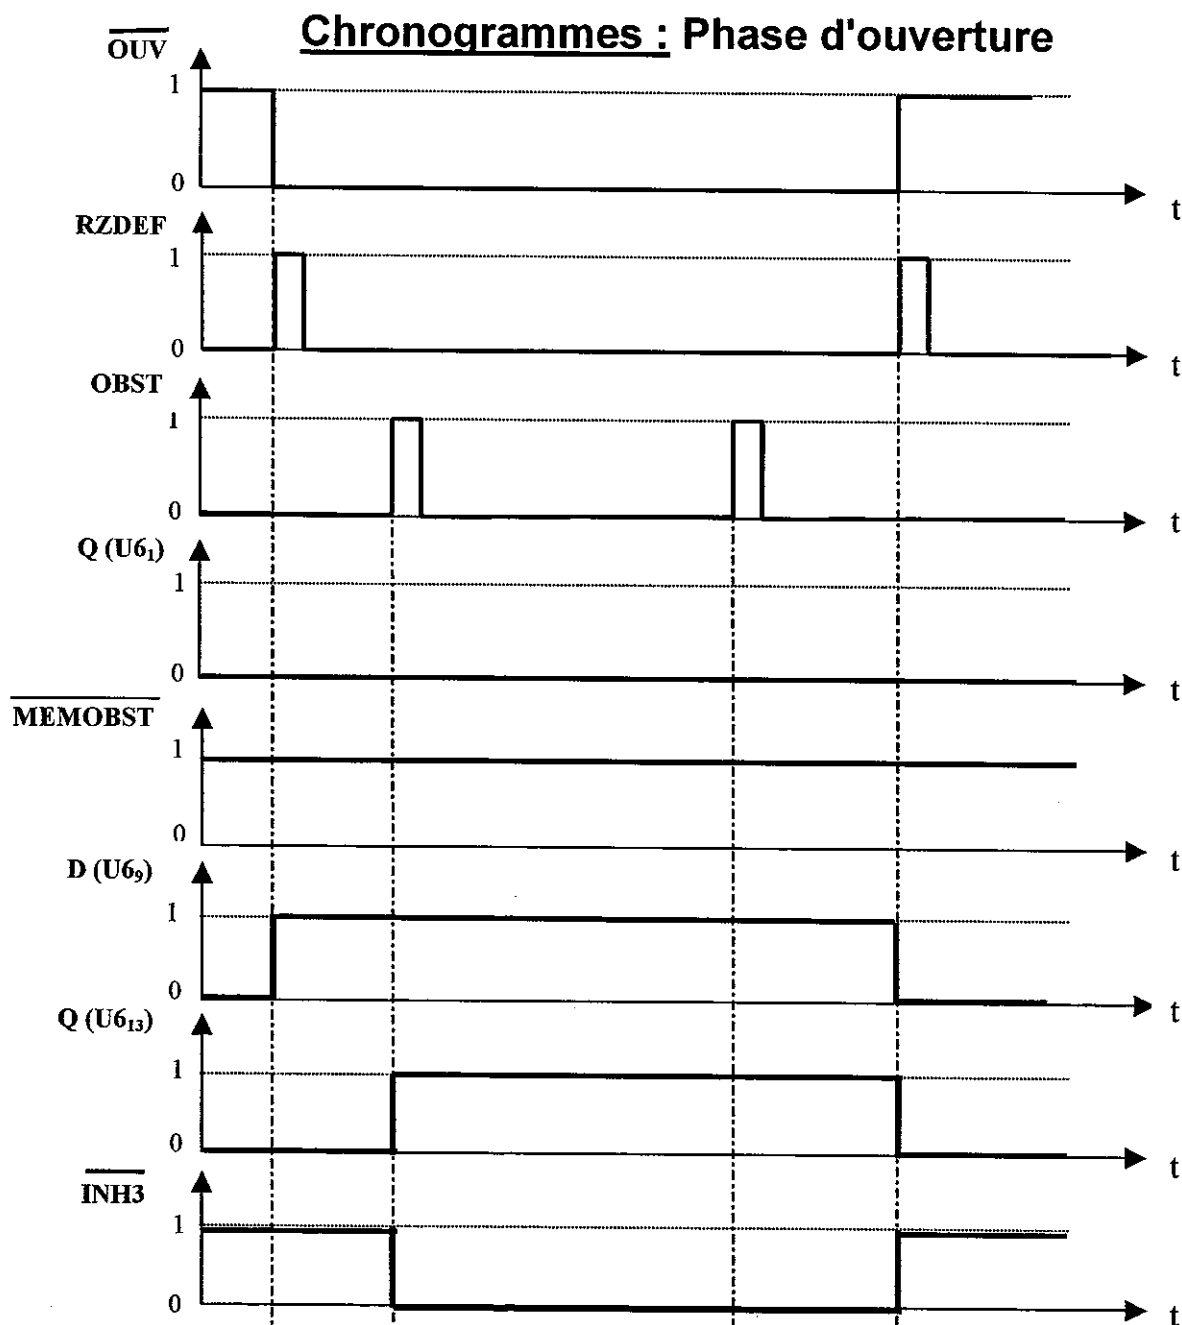 Chronogrammes : Phase d'ouverture
OUV
1
0
t
RZDEF
1
0
t
OBST
1
0
t
Q (U6₁)
1
0
t
MEMOBST
1
0
t
D (U6₉)
1
0
t
Q (U6₁₃)
1
0
t
INH3
1
0
t